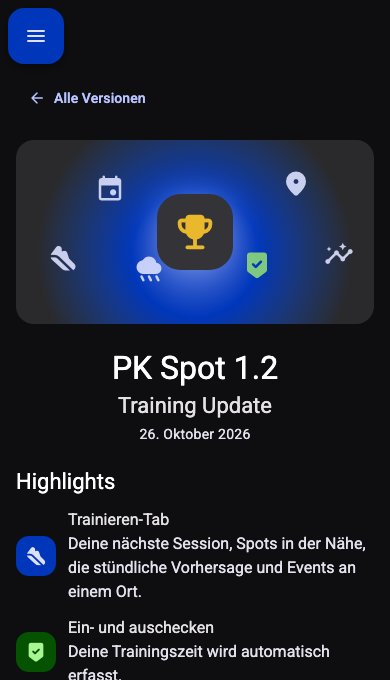 Alle Versionen
PK Spot 1.2
Training Update
26. Oktober 2026
Highlights
Trainieren-Tab
Deine nächste Session, Spots in der Nähe,
die stündliche Vorhersage und Events an
einem Ort.
Ein- und auschecken
Deine Trainingszeit wird automatisch
erfasst.